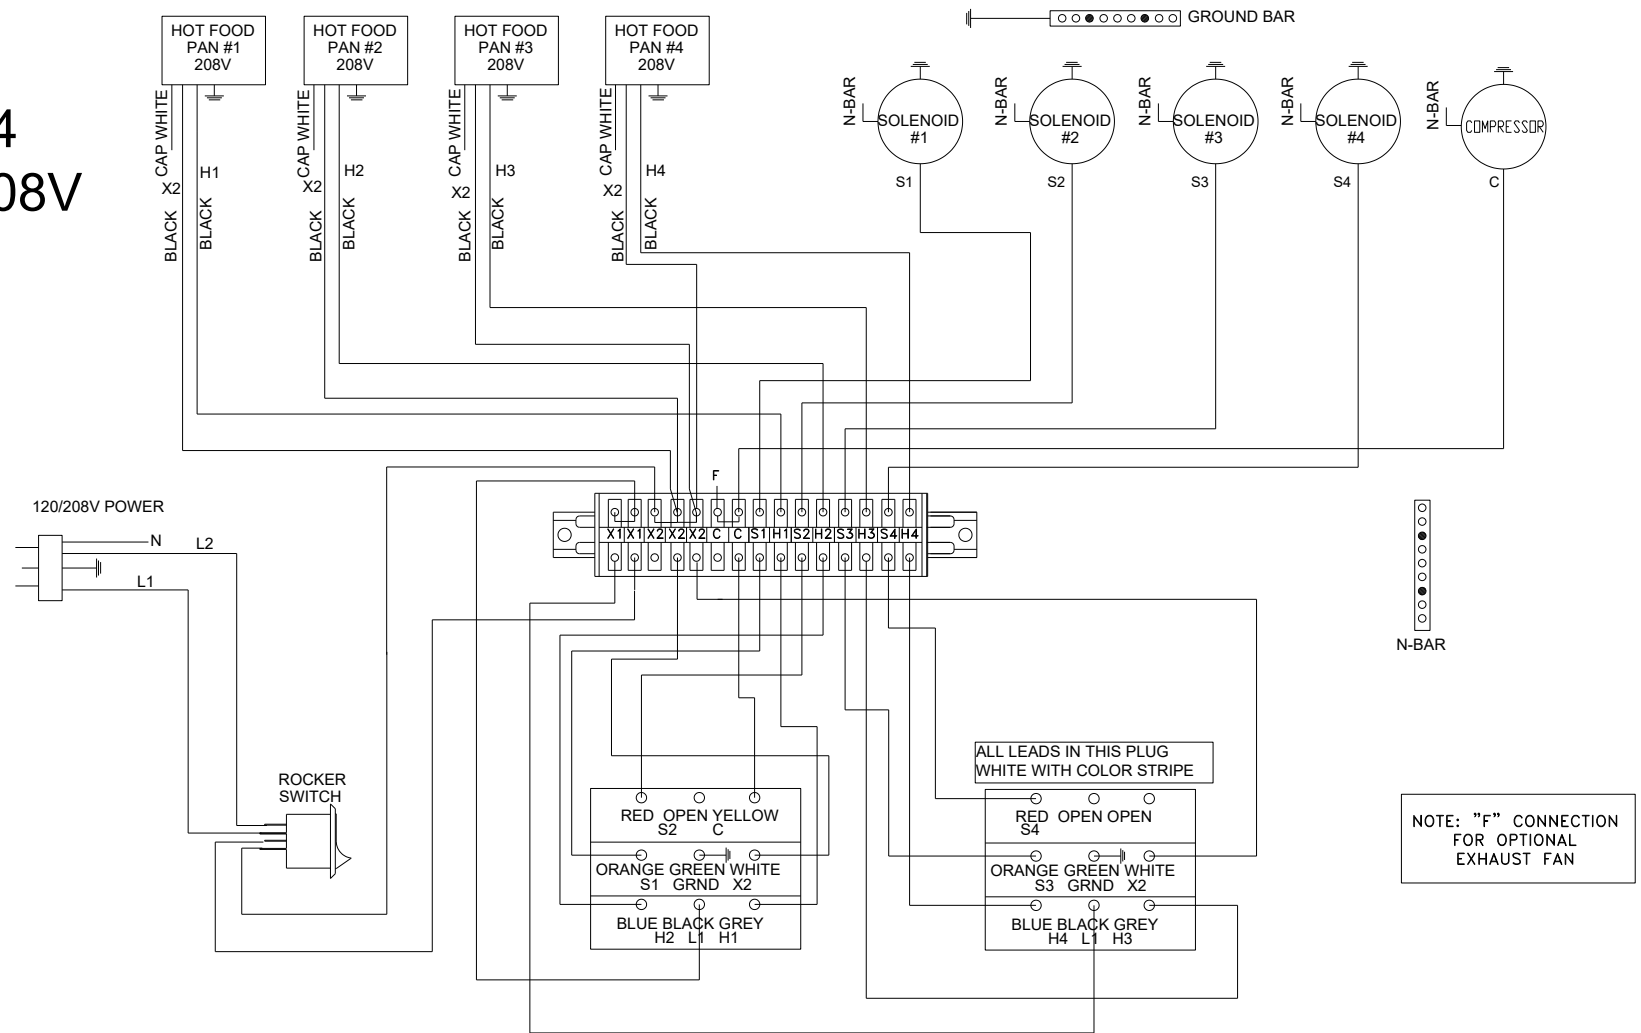 4
08V
HOT FOOD
PAN #1
208V
HOT FOOD
PAN #2
208V
HOT FOOD
PAN #3
208V
HOT FOOD
PAN #4
208V
GROUND BAR
CAP WHITE
X2
H1
BLACK
BLACK
CAP WHITE
X2
H2
BLACK
BLACK
CAP WHITE
X2
H3
BLACK
BLACK
CAP WHITE
X2
H4
BLACK
BLACK
N-BAR
SOLENOID
#1
S1
N-BAR
SOLENOID
#2
S2
N-BAR
SOLENOID
#3
S3
N-BAR
SOLENOID
#4
S4
N-BAR
COMPRESSOR
C
F
X1 X1 X2 X2 X2 C C S1 H1 S2 H2 S3 H3 S4 H4
120/208V POWER
N
L2
L1
N-BAR
ROCKER
SWITCH
RED OPEN YELLOW
S2 C
ORANGE GREEN WHITE
S1 GRND X2
BLUE BLACK GREY
H2 L1 H1
ALL LEADS IN THIS PLUG
WHITE WITH COLOR STRIPE
RED OPEN OPEN
S4
ORANGE GREEN WHITE
S3 GRND X2
BLUE BLACK GREY
H4 L1 H3
NOTE: "F" CONNECTION
FOR OPTIONAL
EXHAUST FAN